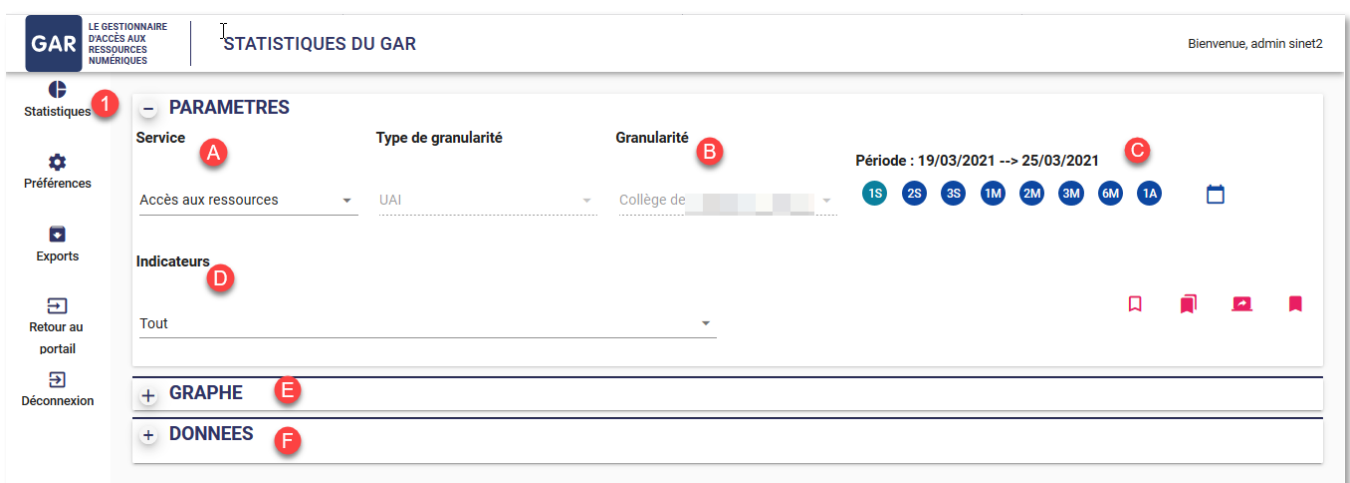 GAR
LE GESTIONNAIRE
D'ACCÈS AUX
RESSOURCES
NUMÉRIQUES
STATISTIQUES DU GAR
Bienvenue, admin sinet2
Statistiques
1
Préférences
Exports
Retour au
portail
Déconnexion
– PARAMETRES
Service
A
Type de granularité
Granularité
B
Période : 19/03/2021 --> 25/03/2021
C
Accès aux ressources
UAI
Collège de
1S 2S 3S 1M 2M 3M 6M 1A
Indicateurs
D
Tout
+ GRAPHE
E
+ DONNEES
F